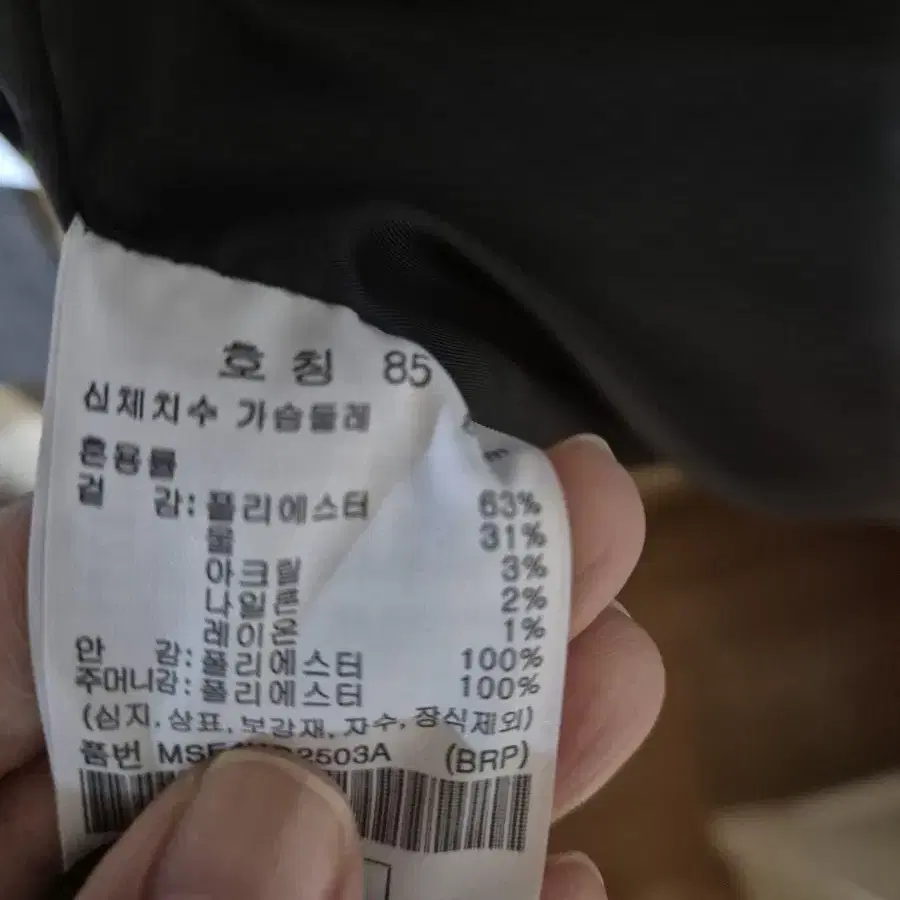 호 칭 85
신체치수 가슴둘레
혼용률
겉 감: 폴리에스터 63%
울 31%
아크릴 3%
나일론 2%
레이온 1%
안 감: 폴리에스터 100%
주머니감: 폴리에스터 100%
(심지,상표,보강재,자수,장식제외)
품번 (BRP)